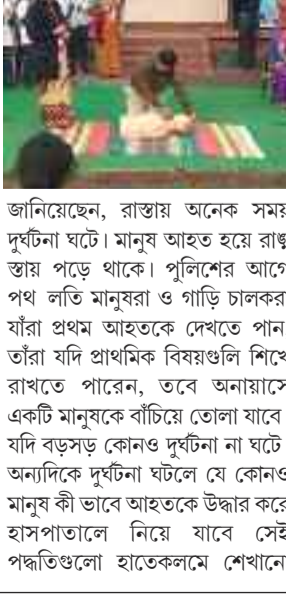 জানিয়েছেন, রাস্তায় অনেক সময়
দুর্ঘটনা ঘটে। মানুষ আহত হয়ে রাঙ্
স্তায় পড়ে থাকে। পুলিশের আগে
পথ লতি মানুষরা ও গাড়ি চালকরা
যাঁরা প্রথম আহতকে দেখতে পান
তাঁরা যদি প্রাথমিক বিষয়গুলি শিখে
রাখতে পারেন, তবে অনায়াসে
একটি মানুষকে বাঁচিয়ে তোলা যাবে
যদি বড়সড় কোনও দুর্ঘটনা না ঘটে
অন্যদিকে দুর্ঘটনা ঘটলে যে কোনও
মানুষ কী ভাবে আহতকে উদ্ধার করে
হাসপাতালে নিয়ে যাবে সেই
পদ্ধতিগুলো হাতেকলমে শেখানো